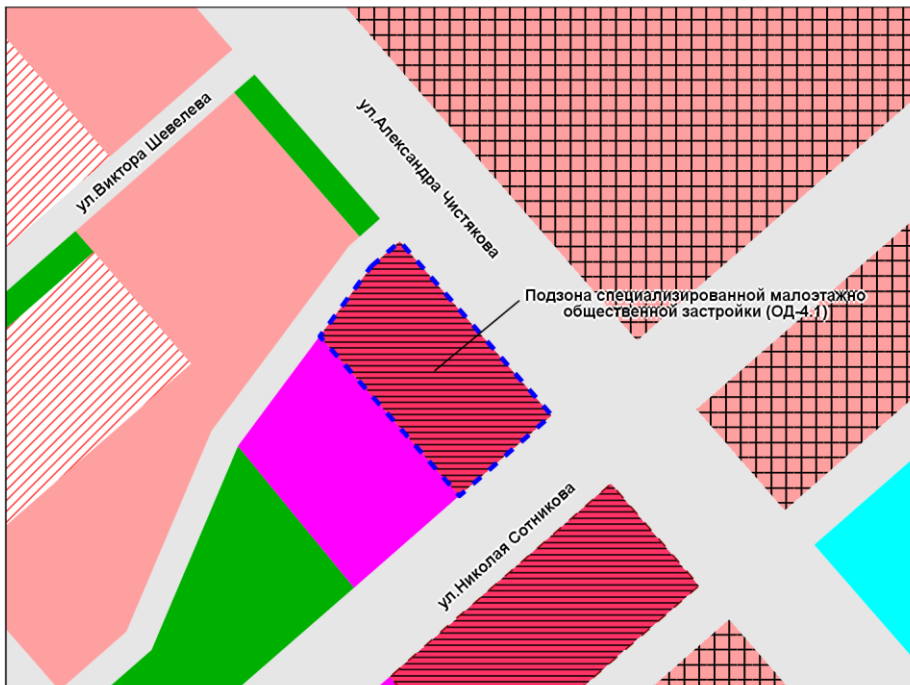 ул.Виктора Шевелева
ул.Александра Чистякова
Подзона специализированной малоэтажно
общественной застройки (ОД-4.1)
ул.Николая Сотникова